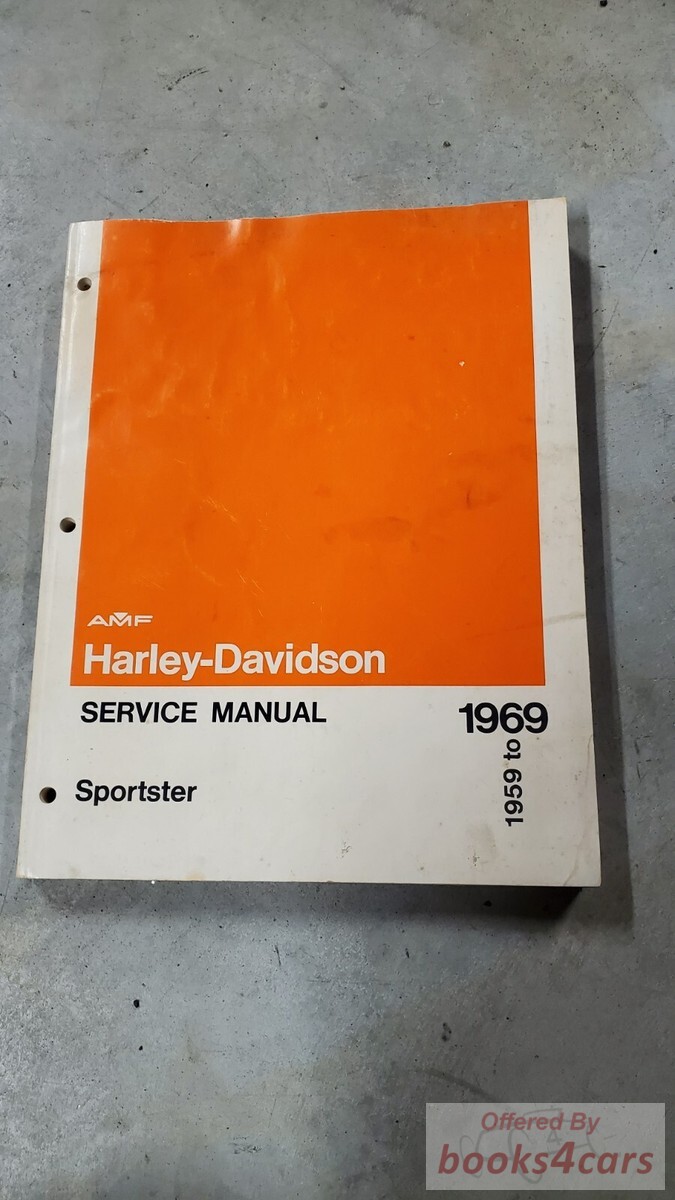 AMF
Harley-Davidson
SERVICE MANUAL
1969
1959 to
Sportster
Offered By
books4cars